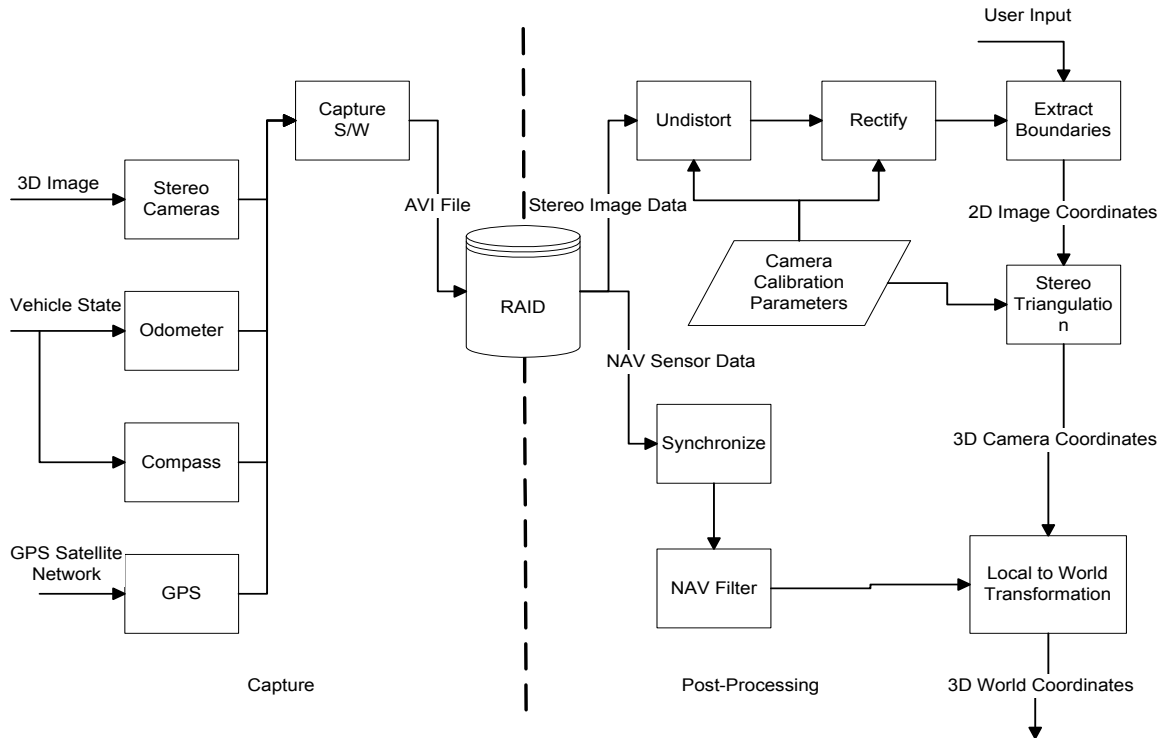 User Input
Capture
S/W
Undistort
Rectify
Extract
Boundaries
3D Image
Stereo
Cameras
AVI File
Stereo Image Data
2D Image Coordinates
Camera
Calibration
Parameters
Stereo
Triangulatio
n
Vehicle State
Odometer
RAID
NAV Sensor Data
Compass
Synchronize
3D Camera Coordinates
GPS Satellite
Network
GPS
NAV Filter
Local to World
Transformation
Capture
Post-Processing
3D World Coordinates